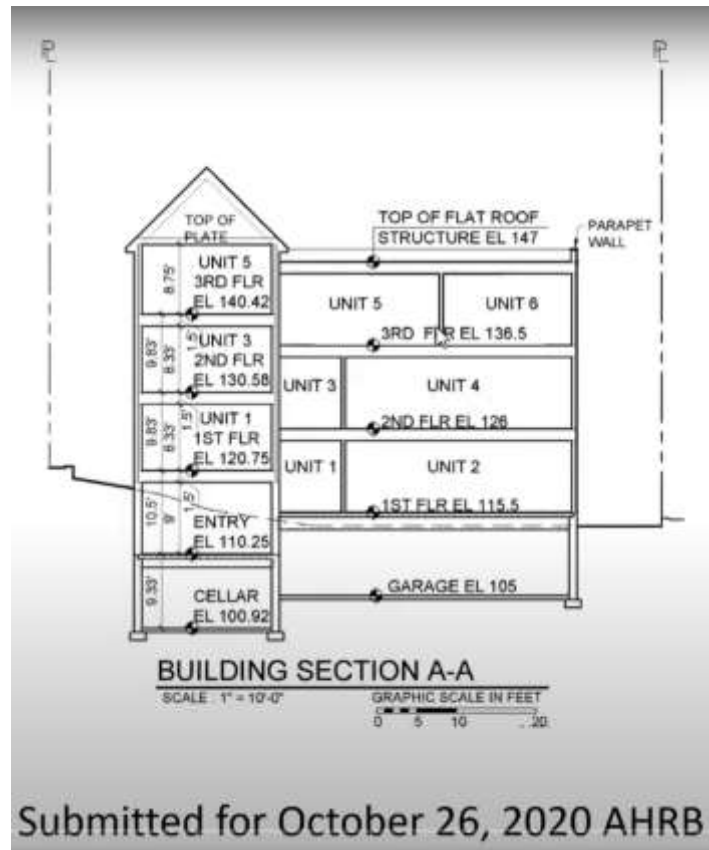 PL
PL
TOP OF
PLATE
TOP OF FLAT ROOF
STRUCTURE EL 147
PARAPET
WALL
8.75'
UNIT 5
3RD FLR
EL 140.42
UNIT 5
UNIT 6
3RD FLR EL 136.5
9.83'
8.33'
1.5'
UNIT 3
2ND FLR
EL 130.58
UNIT 3
UNIT 4
2ND FLR EL 126
9.83'
8.33'
1.5'
UNIT 1
1ST FLR
EL 120.75
UNIT 1
UNIT 2
1ST FLR EL 115.5
10.5'
9'
1.5'
ENTRY
EL 110.25
9.33'
CELLAR
EL 100.92
GARAGE EL 105
BUILDING SECTION A-A
SCALE : 1" = 10'-0"
GRAPHIC SCALE IN FEET
0 5 10 20
Submitted for October 26, 2020 AHRB